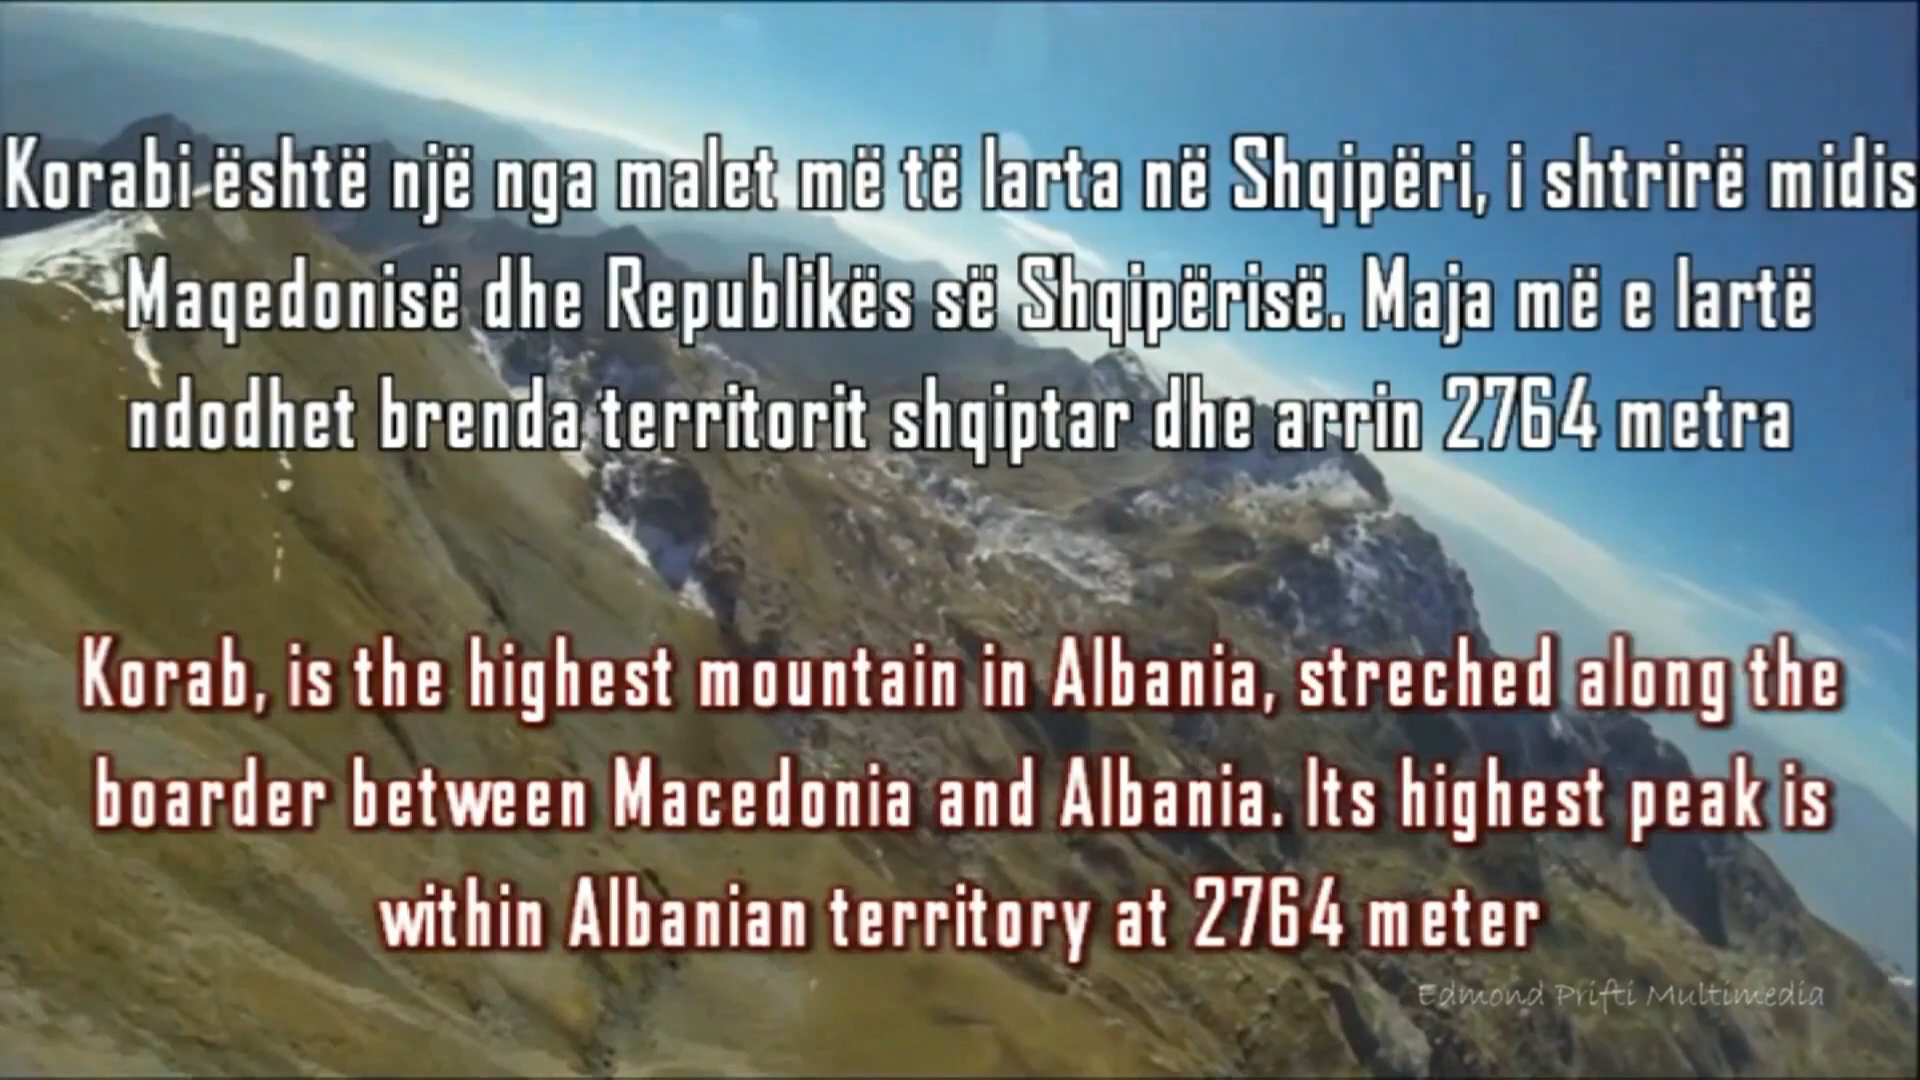 Korabi është një nga malet më të larta në Shqipëri, i shtrirë midis
Maqedonisë dhe Republikës së Shqipërisë. Maja më e lartë
ndodhet brenda territorit shqiptar dhe arrin 2764 metra
Korab, is the highest mountain in Albania, streched along the
boarder between Macedonia and Albania. Its highest peak is
within Albanian territory at 2764 meter
Edmond Prifti Multimedia